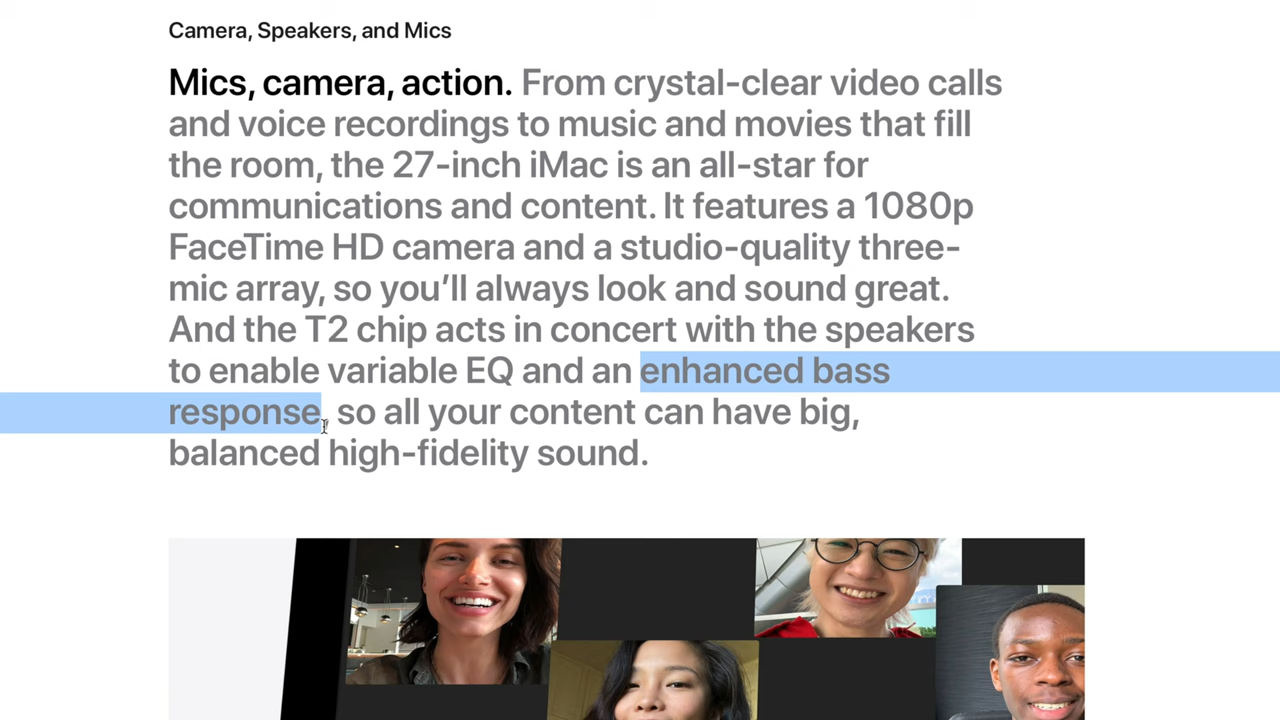 Camera, Speakers, and Mics
Mics, camera, action. From crystal-clear video calls
and voice recordings to music and movies that fill
the room, the 27-inch iMac is an all-star for
communications and content. It features a 1080p
FaceTime HD camera and a studio-quality three-
mic array, so you’ll always look and sound great.
And the T2 chip acts in concert with the speakers
to enable variable EQ and an enhanced bass
response, so all your content can have big,
balanced high-fidelity sound.